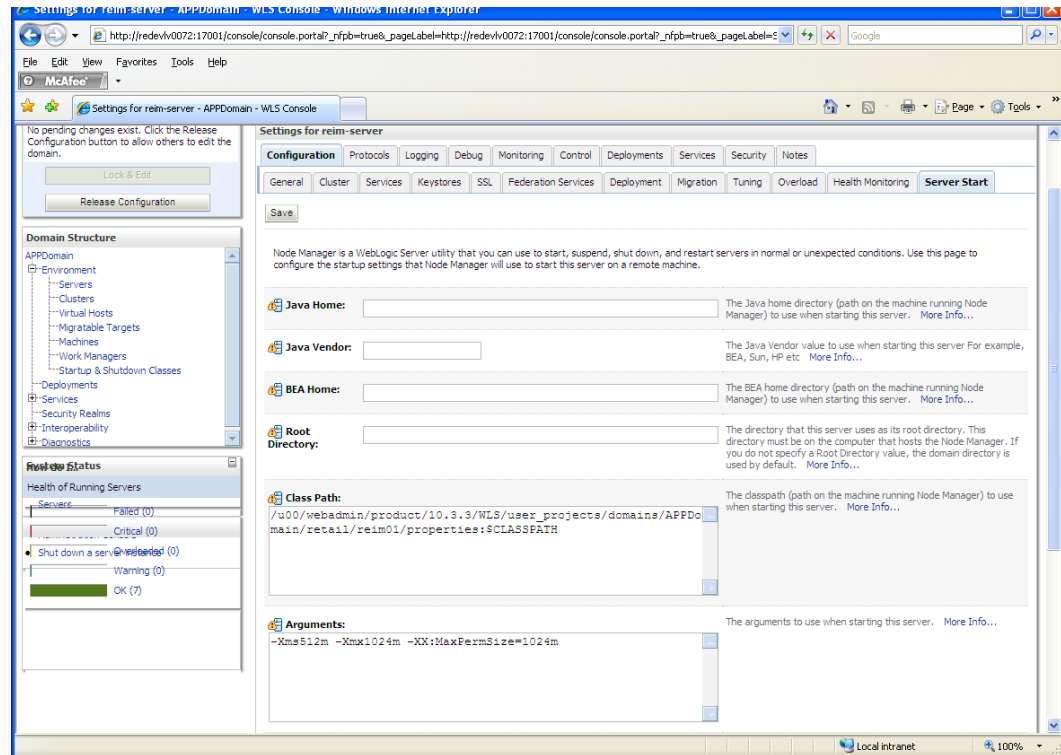 Settings for reim-server - APPDomain - WLS Console - Windows Internet Explorer
http://redevlv0072:17001/console/console.portal?_nfpb=true&_pageLabel=http://redevlv0072:17001/console/console.portal?_nfpb=true&_pageLabel=S
Google
File Edit View Favorites Tools Help
McAfee
Settings for reim-server - APPDomain - WLS Console
Page Tools
No pending changes exist. Click the Release
Configuration button to allow others to edit the
domain.
Lock & Edit
Release Configuration
Domain Structure
APPDomain
Environment
Servers
Clusters
Virtual Hosts
Migratable Targets
Machines
Work Managers
Startup & Shutdown Classes
Deployments
Services
Security Realms
Interoperability
Diagnostics
System Status
Health of Running Servers
Servers
Failed (0)
Critical (0)
Shut down a server instance
Overloaded (0)
Warning (0)
OK (7)
Settings for reim-server
Configuration Protocols Logging Debug Monitoring Control Deployments Services Security Notes
General Cluster Services Keystores SSL Federation Services Deployment Migration Tuning Overload Health Monitoring Server Start
Save
Node Manager is a WebLogic Server utility that you can use to start, suspend, shut down, and restart servers in normal or unexpected conditions. Use this page to
configure the startup settings that Node Manager will use to start this server on a remote machine.
Java Home:
The Java home directory (path on the machine running Node
Manager) to use when starting this server. More Info...
Java Vendor:
The Java Vendor value to use when starting this server For example,
BEA, Sun, HP etc More Info...
BEA Home:
The BEA home directory (path on the machine running Node
Manager) to use when starting this server. More Info...
Root
Directory:
The directory that this server uses as its root directory. This
directory must be on the computer that hosts the Node Manager. If
you do not specify a Root Directory value, the domain directory is
used by default. More Info...
Class Path:
/u00/webadmin/product/10.3.3/WLS/user_projects/domains/APPDo
main/retail/reim01/properties:$CLASSPATH
The classpath (path on the machine running Node Manager) to use
when starting this server. More Info...
Arguments:
-Xms512m -Xmx1024m -XX:MaxPermSize=1024m
The arguments to use when starting this server. More Info...
Local intranet
100%